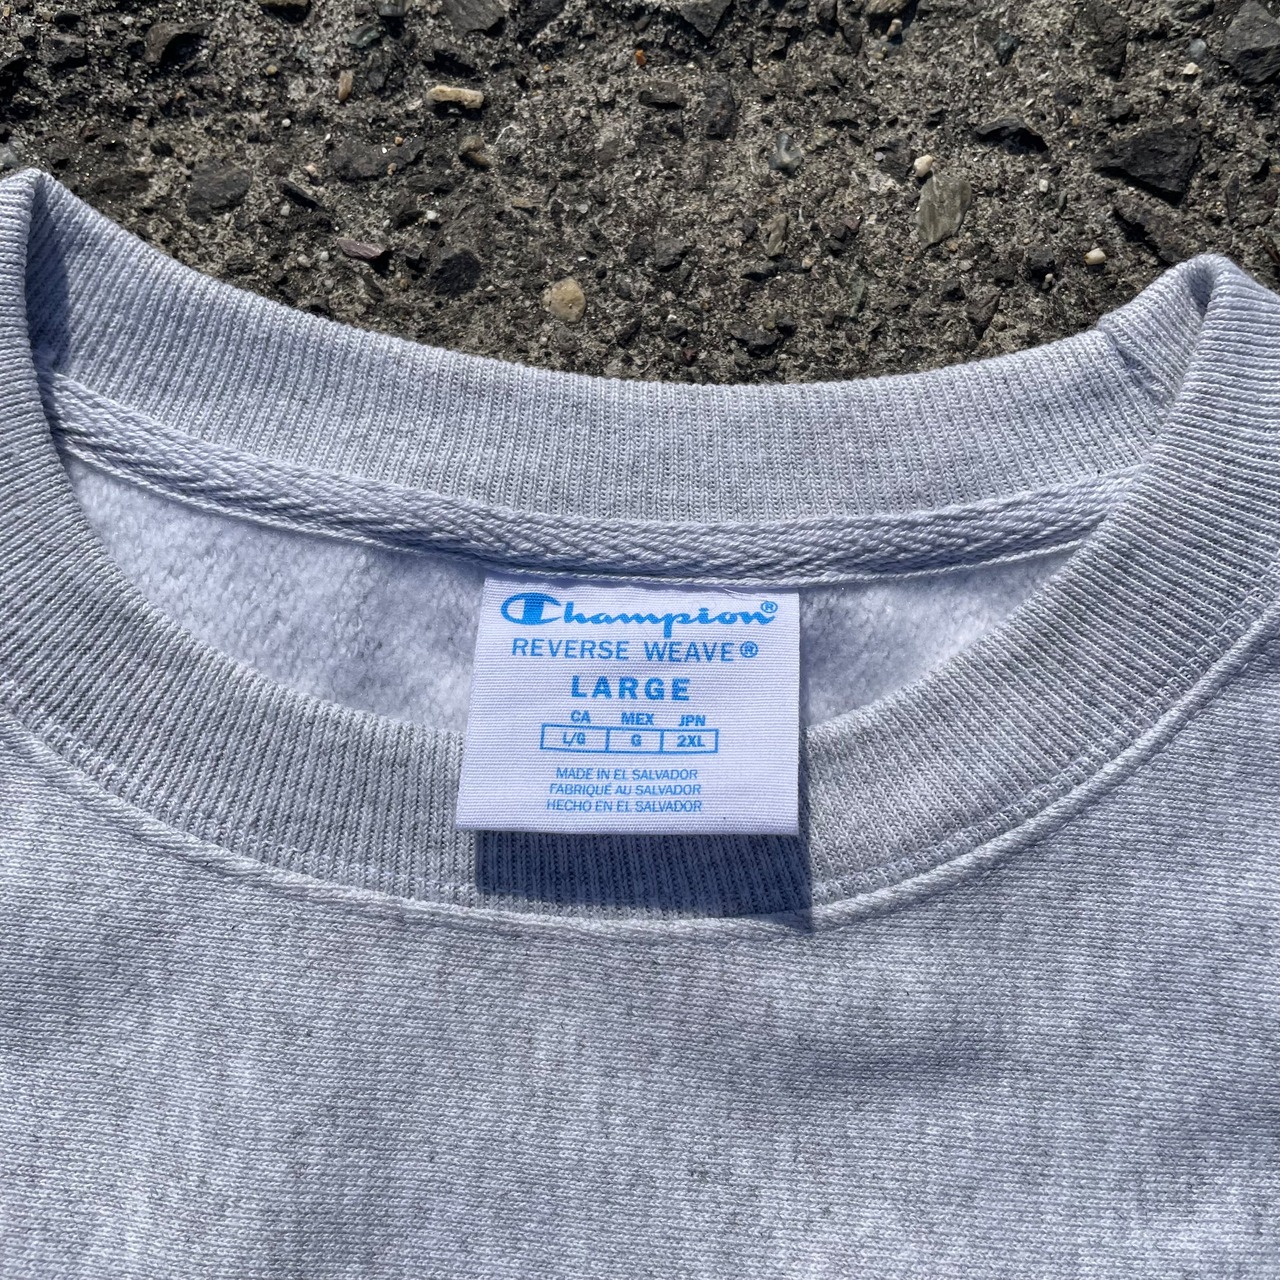 Champion®
REVERSE WEAVE®
LARGE
CA MEX JPN
L/G G 2XL
MADE IN EL SALVADOR
FABRIQUÉ AU SALVADOR
HECHO EN EL SALVADOR